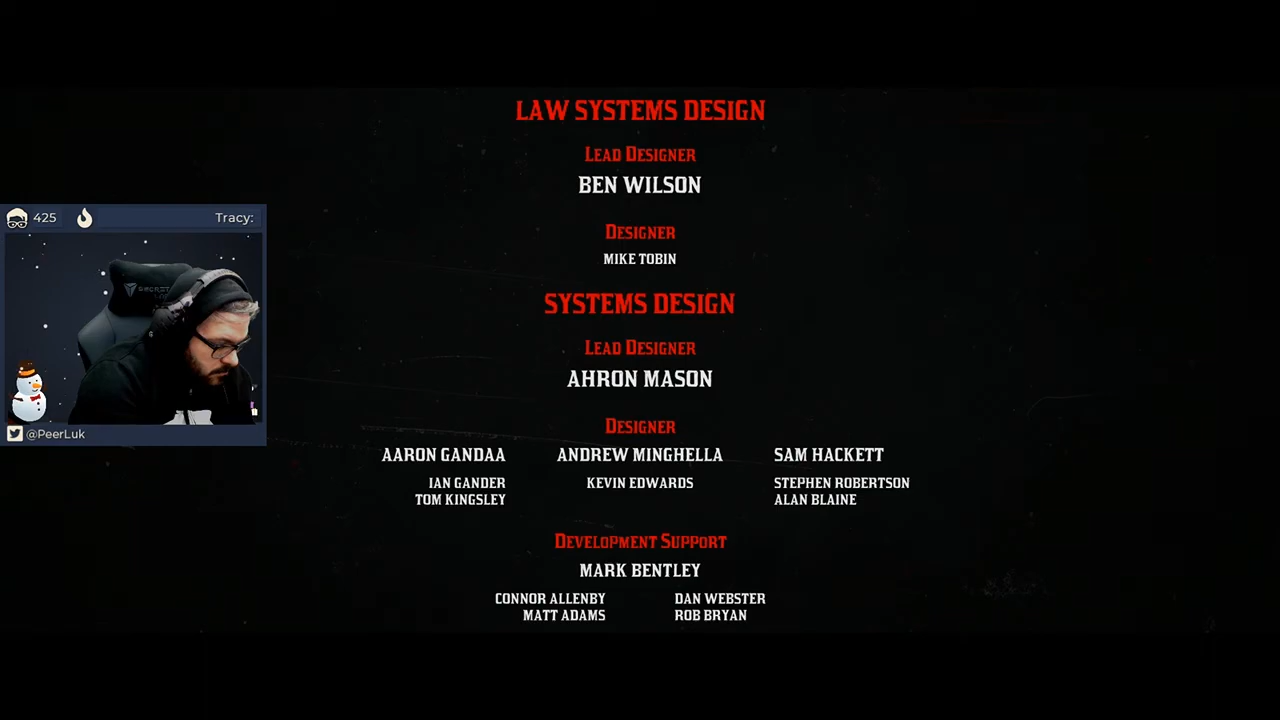 LAW SYSTEMS DESIGN
LEAD DESIGNER
BEN WILSON
DESIGNER
MIKE TOBIN
425 Tracy:
@PeerLuk
SYSTEMS DESIGN
LEAD DESIGNER
AHRON MASON
DESIGNER
AARON GANDAA ANDREW MINGHELLA SAM HACKETT
IAN GANDER KEVIN EDWARDS STEPHEN ROBERTSON
TOM KINGSLEY ALAN BLAINE
DEVELOPMENT SUPPORT
MARK BENTLEY
CONNOR ALLENBY DAN WEBSTER
MATT ADAMS ROB BRYAN